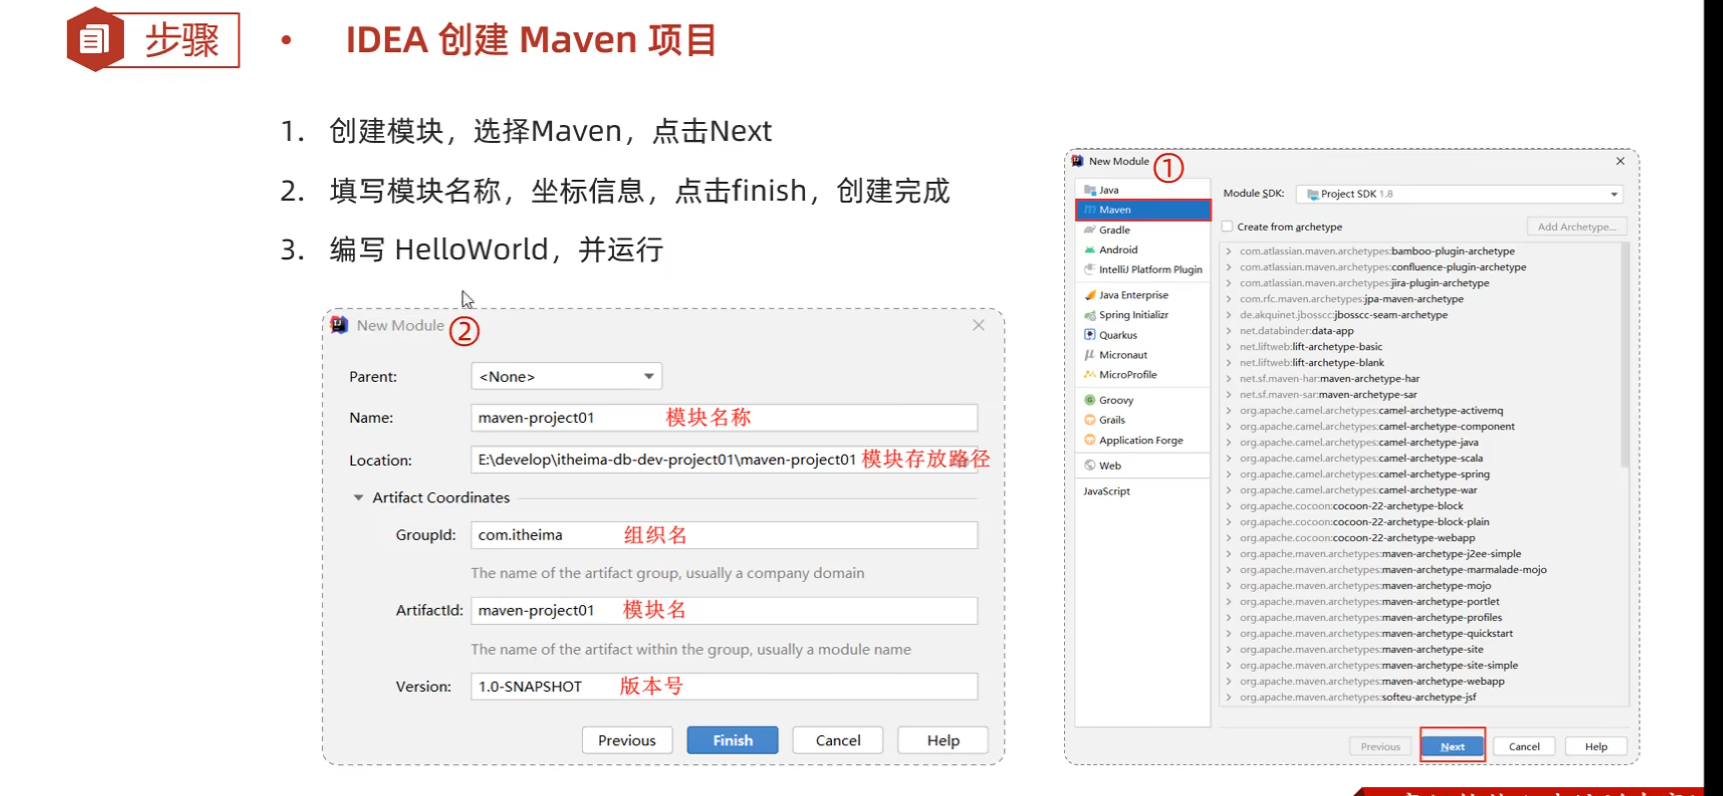 步骤
• IDEA 创建 Maven 项目
1. 创建模块，选择Maven，点击Next
2. 填写模块名称，坐标信息，点击finish，创建完成
3. 编写 HelloWorld，并运行
New Module ②
Parent: <None>
Name: maven-project01 模块名称
Location: E:\develop\itheima-db-dev-project01\maven-project01 模块存放路径
Artifact Coordinates
GroupId: com.itheima 组织名
The name of the artifact group, usually a company domain
ArtifactId: maven-project01 模块名
The name of the artifact within the group, usually a module name
Version: 1.0-SNAPSHOT 版本号
Previous Finish Cancel Help
New Module ①
Java
Maven
Gradle
Android
IntelliJ Platform Plugin
Java Enterprise
Spring Initializr
Quarkus
Micronaut
MicroProfile
Groovy
Grails
Application Forge
Web
JavaScript
Module SDK: Project SDK 1.8
Create from archetype Add Archetype...
com.atlassian.maven.archetypes:bamboo-plugin-archetype
com.atlassian.maven.archetypes:confluence-plugin-archetype
com.atlassian.maven.archetypes:jira-plugin-archetype
com.rfc.maven.archetypes:jpa-maven-archetype
de.akquinet.jbosscc:jbosscc-seam-archetype
net.databinder:data-app
net.liftweb:lift-archetype-basic
net.liftweb:lift-archetype-blank
net.sf.maven-har:maven-archetype-har
net.sf.maven-sar:maven-archetype-sar
org.apache.camel.archetypes:camel-archetype-activemq
org.apache.camel.archetypes:camel-archetype-component
org.apache.camel.archetypes:camel-archetype-java
org.apache.camel.archetypes:camel-archetype-scala
org.apache.camel.archetypes:camel-archetype-spring
org.apache.camel.archetypes:camel-archetype-war
org.apache.cocoon:cocoon-22-archetype-block
org.apache.cocoon:cocoon-22-archetype-block-plain
org.apache.cocoon:cocoon-22-archetype-webapp
org.apache.maven.archetypes:maven-archetype-j2ee-simple
org.apache.maven.archetypes:maven-archetype-marmalade-mojo
org.apache.maven.archetypes:maven-archetype-mojo
org.apache.maven.archetypes:maven-archetype-portlet
org.apache.maven.archetypes:maven-archetype-profiles
org.apache.maven.archetypes:maven-archetype-quickstart
org.apache.maven.archetypes:maven-archetype-site
org.apache.maven.archetypes:maven-archetype-site-simple
org.apache.maven.archetypes:maven-archetype-webapp
org.apache.maven.archetypes:softeu-archetype-jsf
Previous Next Cancel Help